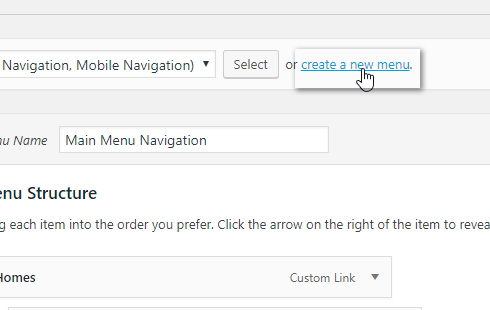 Navigation, Mobile Navigation) Select or create a new menu.
nu Name Main Menu Navigation
enu Structure
g each item into the order you prefer. Click the arrow on the right of the item to revea
Homes Custom Link